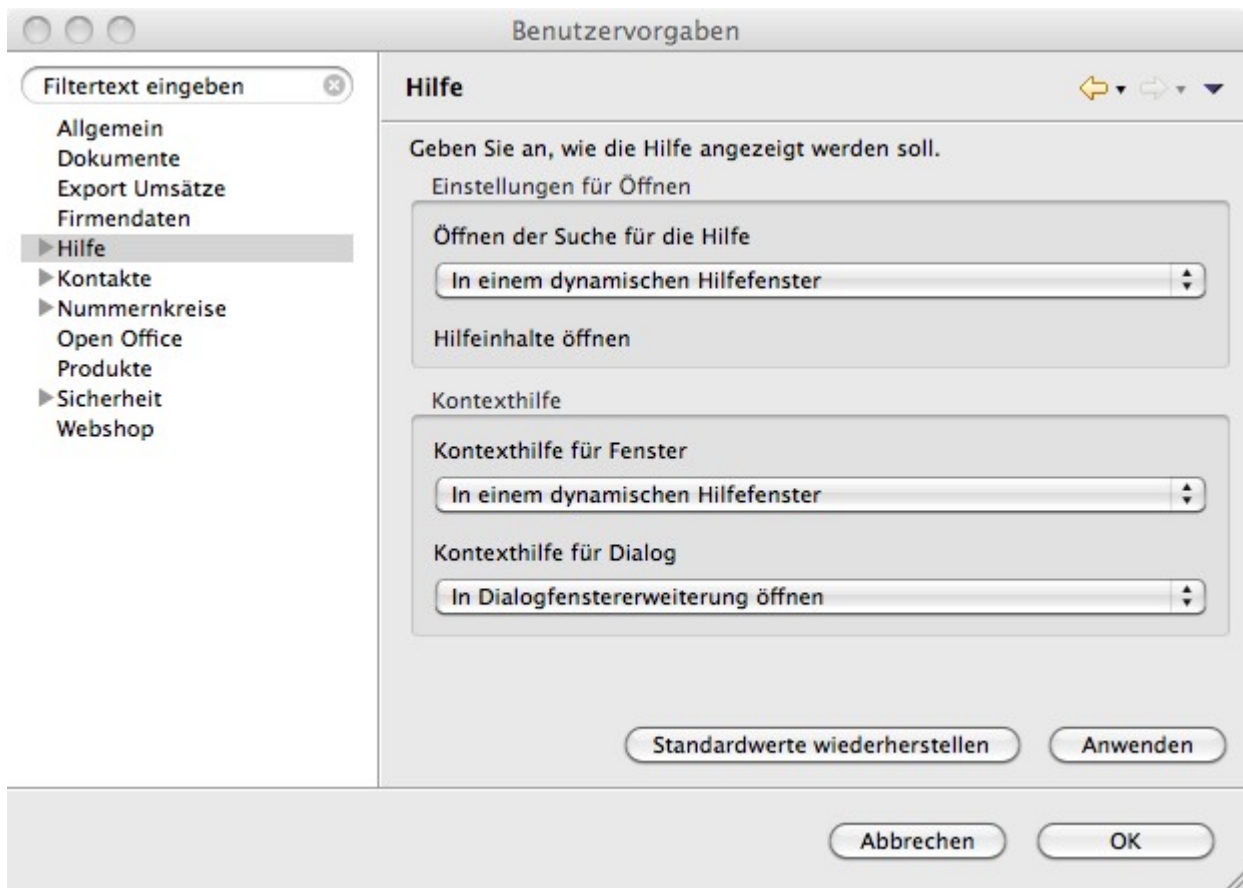 Benutzervorgaben
Filtertext eingeben
Allgemein
Dokumente
Export Umsätze
Firmendaten
Hilfe
Kontakte
Nummernkreise
Open Office
Produkte
Sicherheit
Webshop
Hilfe
Geben Sie an, wie die Hilfe angezeigt werden soll.
Einstellungen für Öffnen
Öffnen der Suche für die Hilfe
In einem dynamischen Hilfefenster
Hilfeinhalte öffnen
Kontexthilfe
Kontexthilfe für Fenster
In einem dynamischen Hilfefenster
Kontexthilfe für Dialog
In Dialogfenstererweiterung öffnen
Standardwerte wiederherstellen
Anwenden
Abbrechen
OK